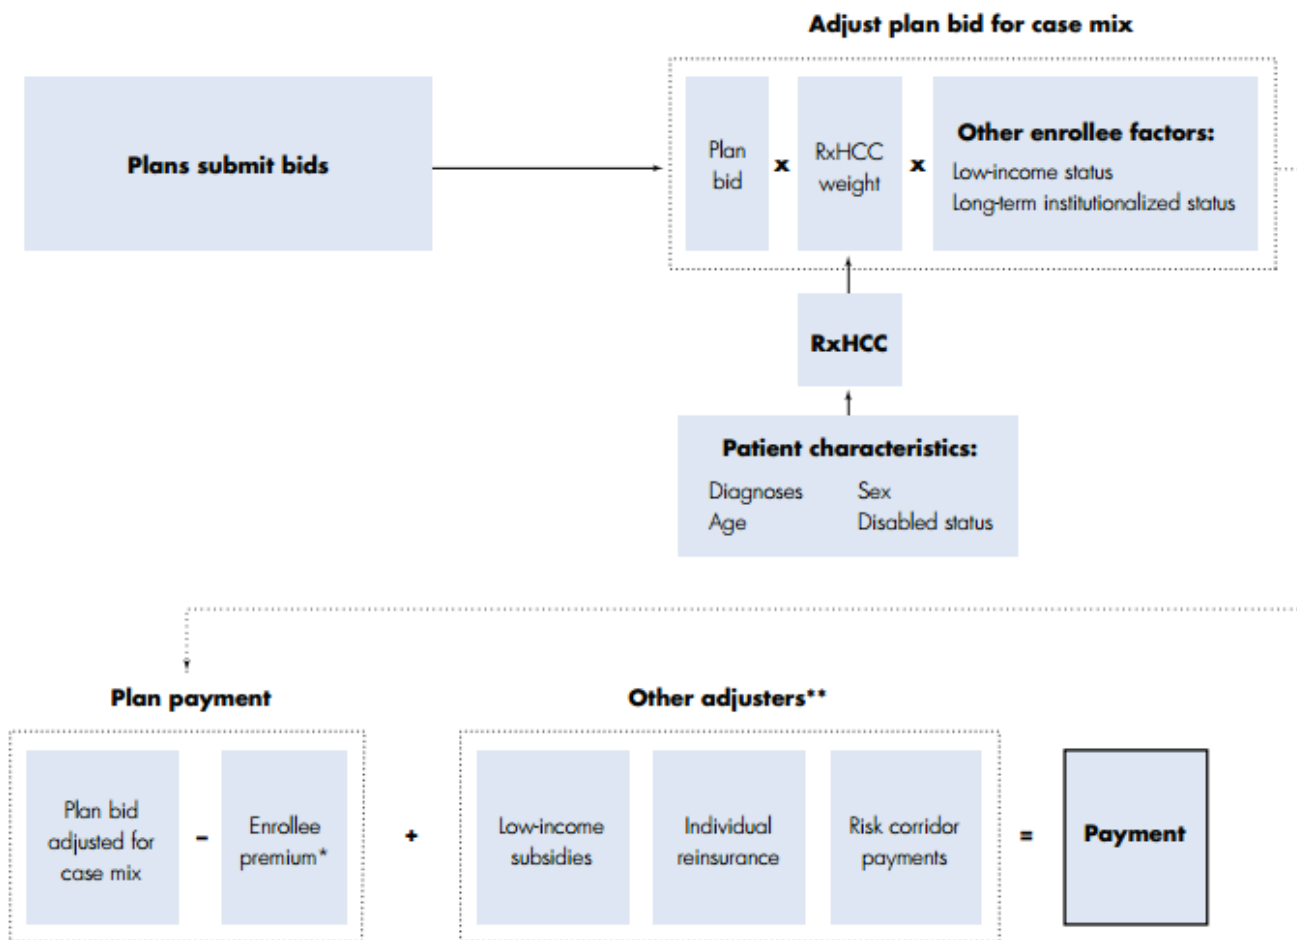 Adjust plan bid for case mix
Plans submit bids
Plan
bid
x
RxHCC
weight
x
Other enrollee factors:
Low-income status
Long-term institutionalized status
RxHCC
Patient characteristics:
Diagnoses
Sex
Age
Disabled status
Plan payment
Other adjusters**
Plan bid
adjusted for
case mix
–
Enrollee
premium*
+
Low-income
subsidies
Individual
reinsurance
Risk corridor
payments
=
Payment